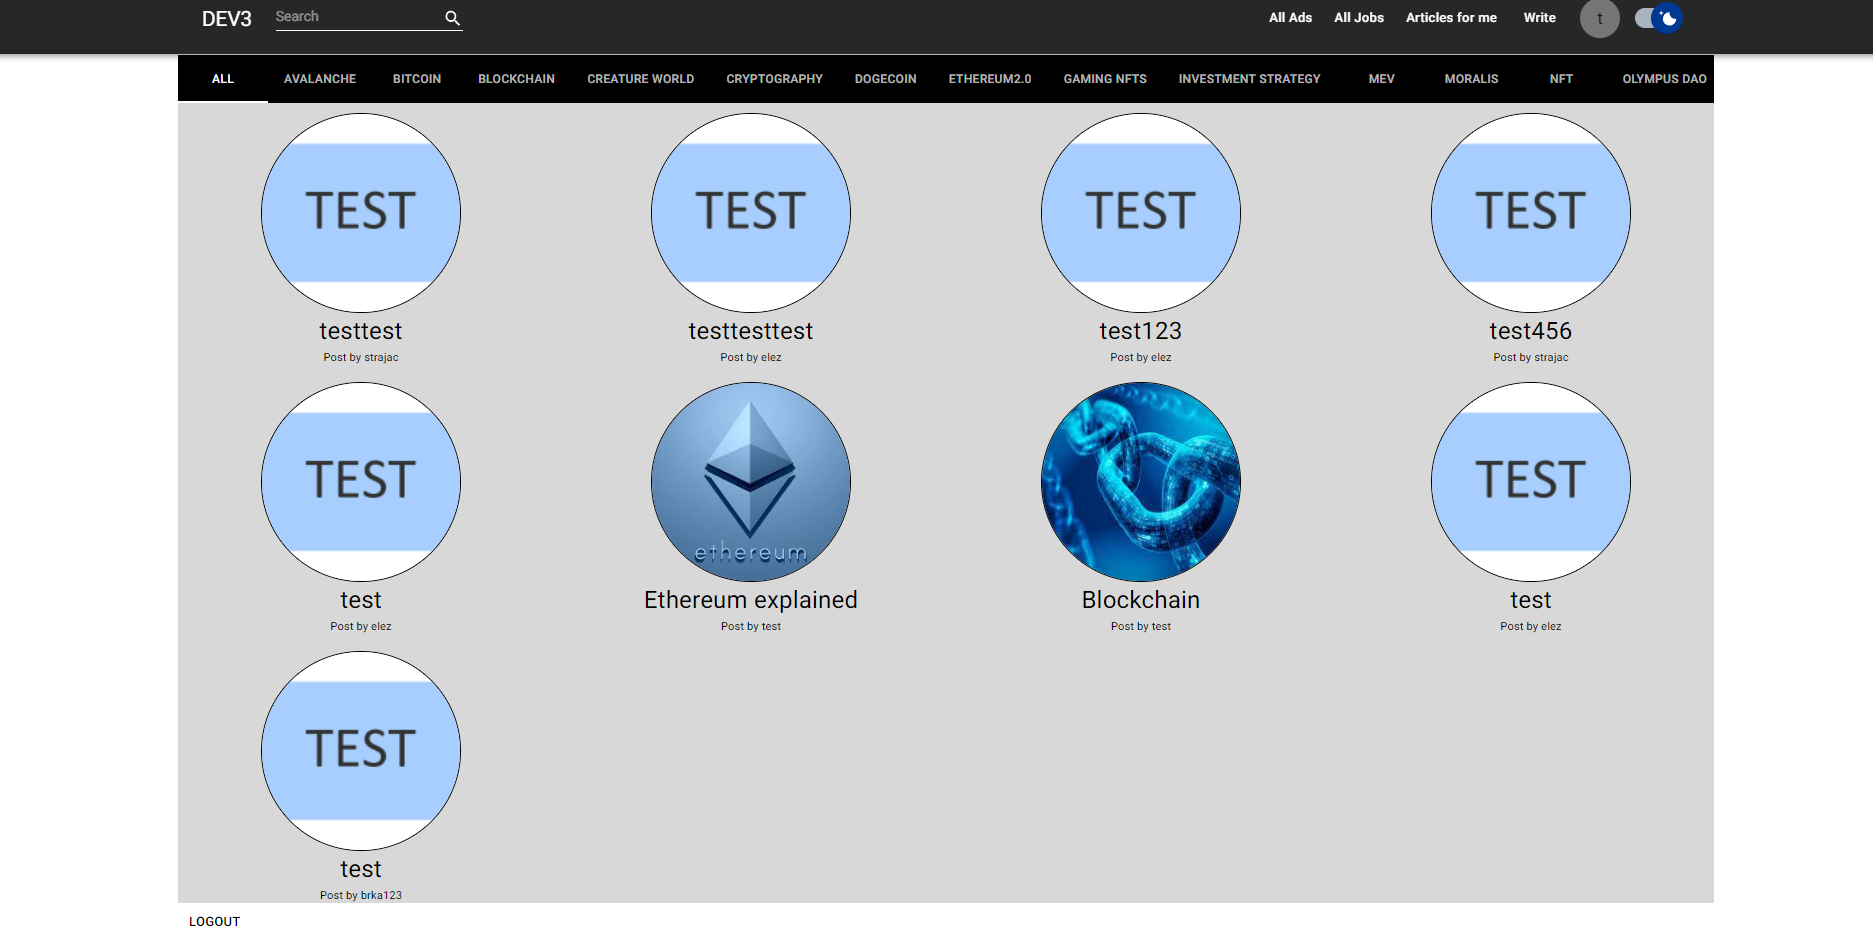 DEV3 Search All Ads All Jobs Articles for me Write t
ALL AVALANCHE BITCOIN BLOCKCHAIN CREATURE WORLD CRYPTOGRAPHY DOGECOIN ETHEREUM2.0 GAMING NFTS INVESTMENT STRATEGY MEV MORALIS NFT OLYMPUS DAO
TEST TEST TEST TEST
testtest testtesttest test123 test456
Post by strajac Post by elez Post by elez Post by strajac
TEST ethereum TEST
test Ethereum explained Blockchain test
Post by elez Post by test Post by test Post by elez
TEST
test
Post by brka123
LOGOUT